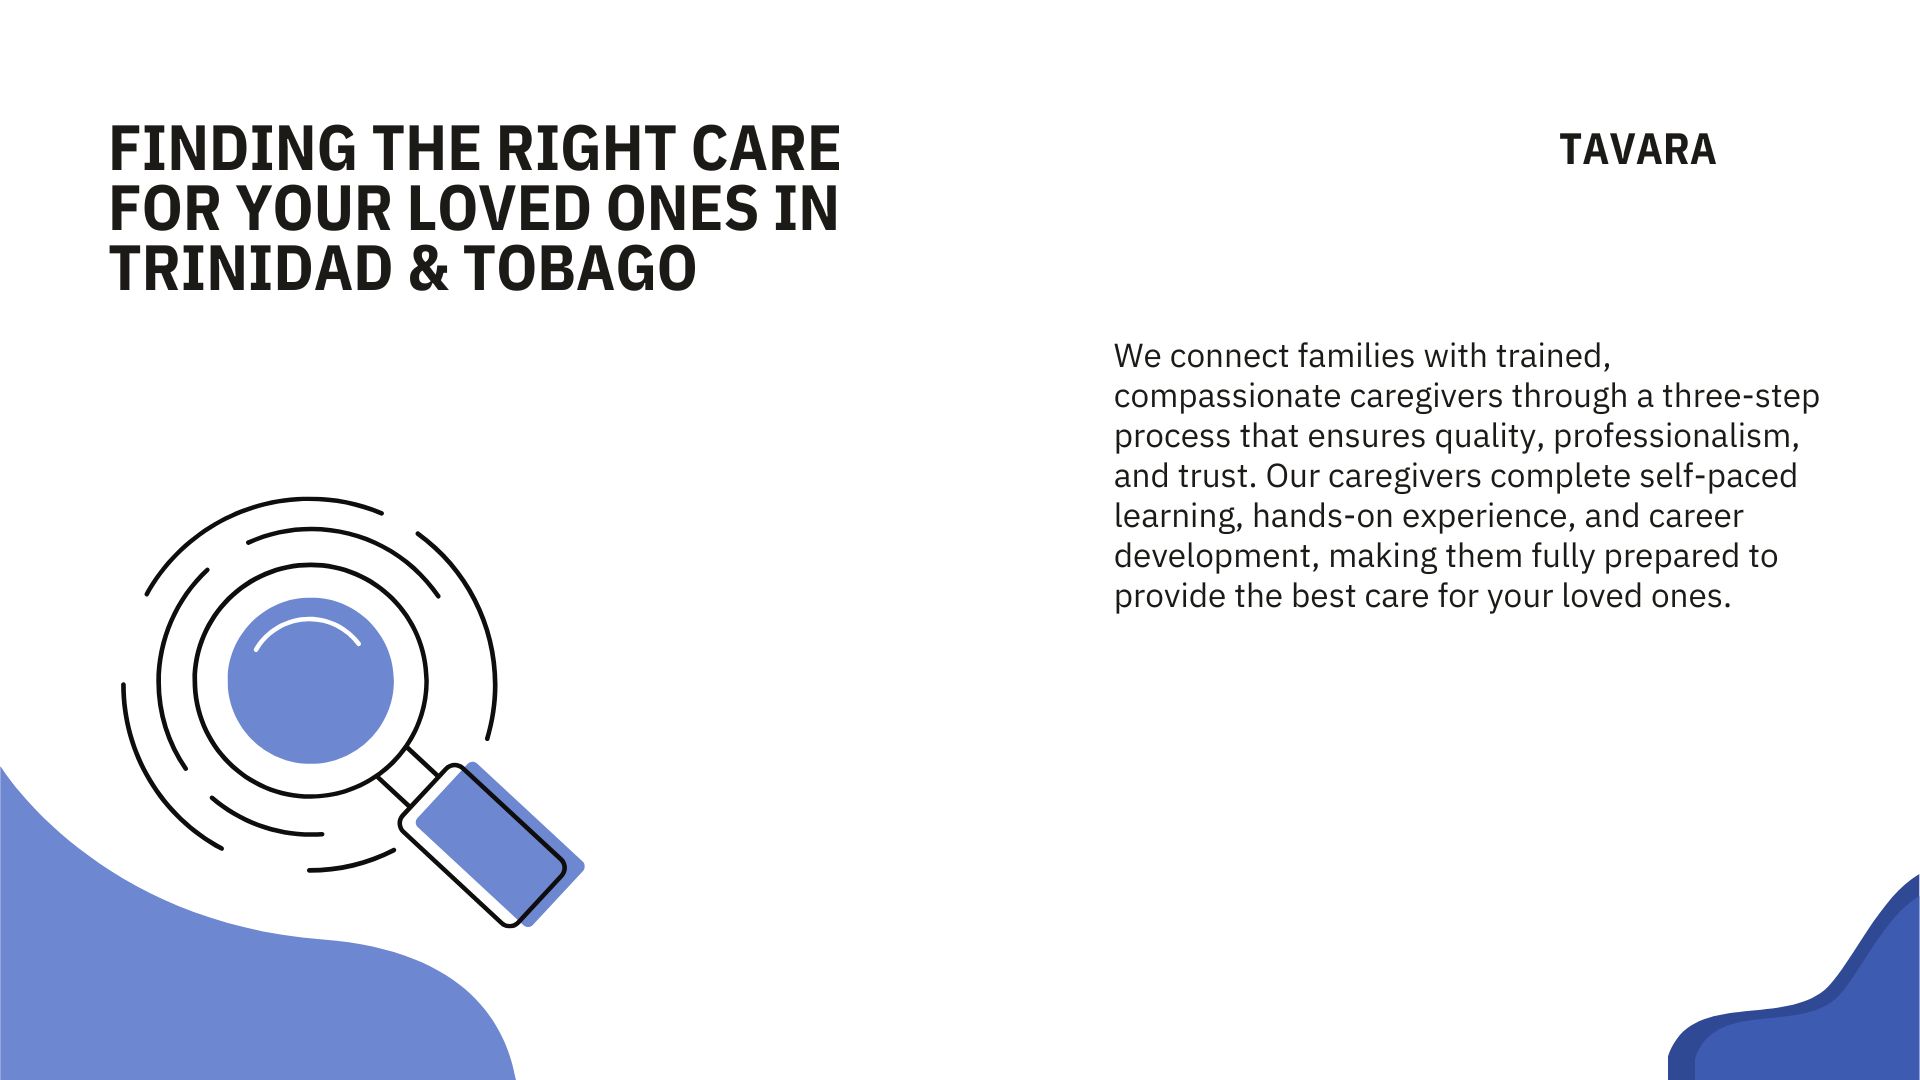 FINDING THE RIGHT CARE
FOR YOUR LOVED ONES IN
TRINIDAD & TOBAGO
TAVARA
We connect families with trained,
compassionate caregivers through a three-step
process that ensures quality, professionalism,
and trust. Our caregivers complete self-paced
learning, hands-on experience, and career
development, making them fully prepared to
provide the best care for your loved ones.